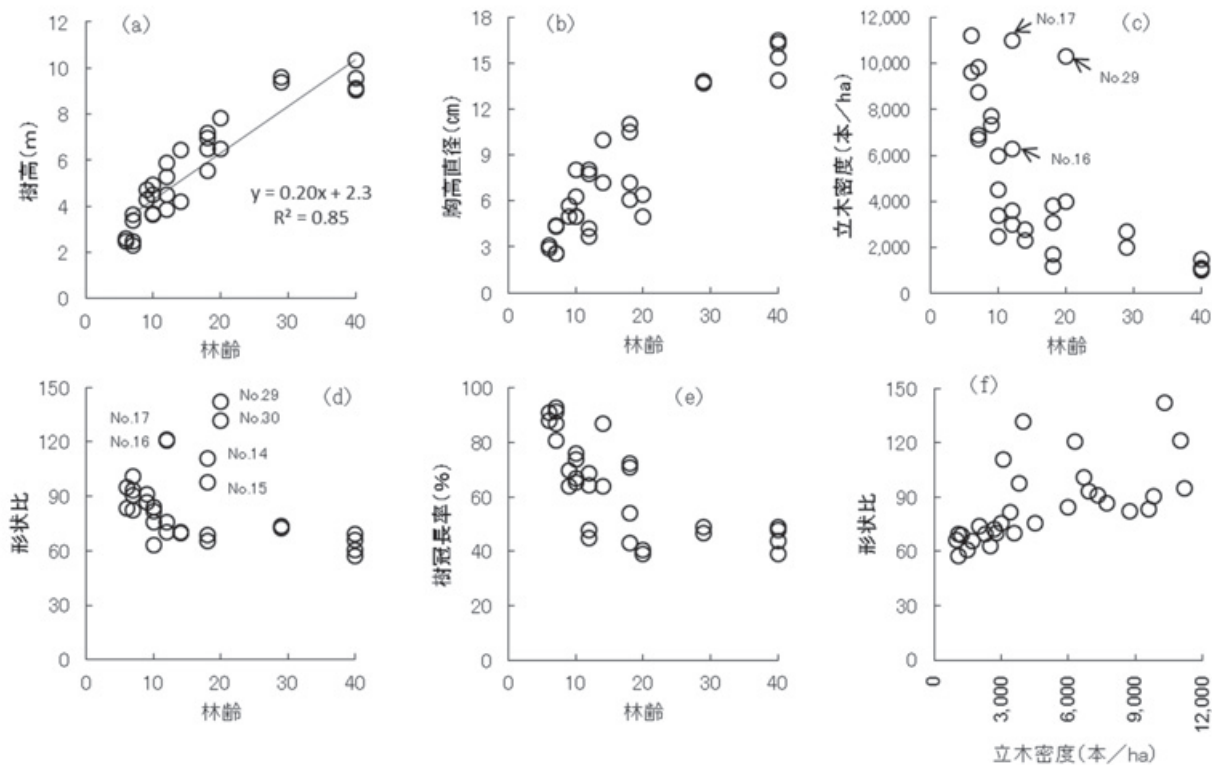 (a)
樹高(m)
12
10
8
6
4
2
0
y = 0.20x + 2.3
R² = 0.85
0 10 20 30 40
林齢
(b)
胸高直径(cm)
18
15
12
9
6
3
0
0 10 20 30 40
林齢
(c)
立木密度(本/ha)
12,000
10,000
8,000
6,000
4,000
2,000
0
No.17
No.29
No.16
0 10 20 30 40
林齢
(d)
形状比
150
120
90
60
30
0
No.29
No.17
No.30
No.16
No.14
No.15
0 10 20 30 40
林齢
(e)
樹冠長率(%)
100
80
60
40
20
0
0 10 20 30 40
林齢
(f)
形状比
150
120
90
60
30
0
0 3,000 6,000 9,000 12,000
立木密度(本/ha)